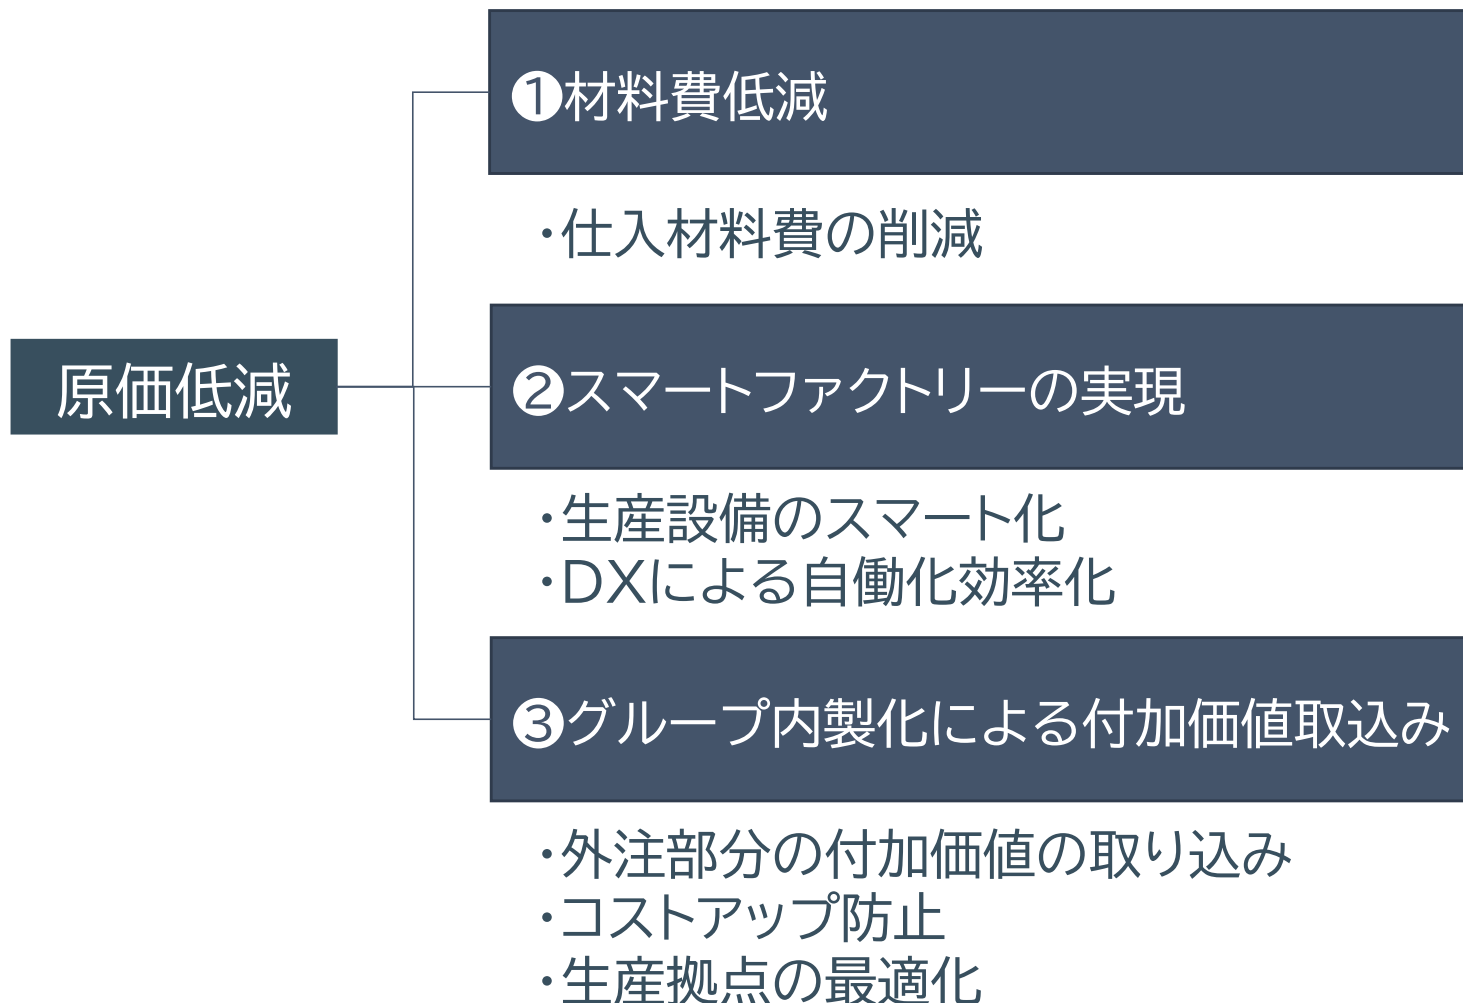 原価低減
❶材料費低減
・仕入材料費の削減
❷スマートファクトリーの実現
・生産設備のスマート化
・DXによる自働化効率化
❸グループ内製化による付加価値取込み
・外注部分の付加価値の取り込み
・コストアップ防止
・生産拠点の最適化